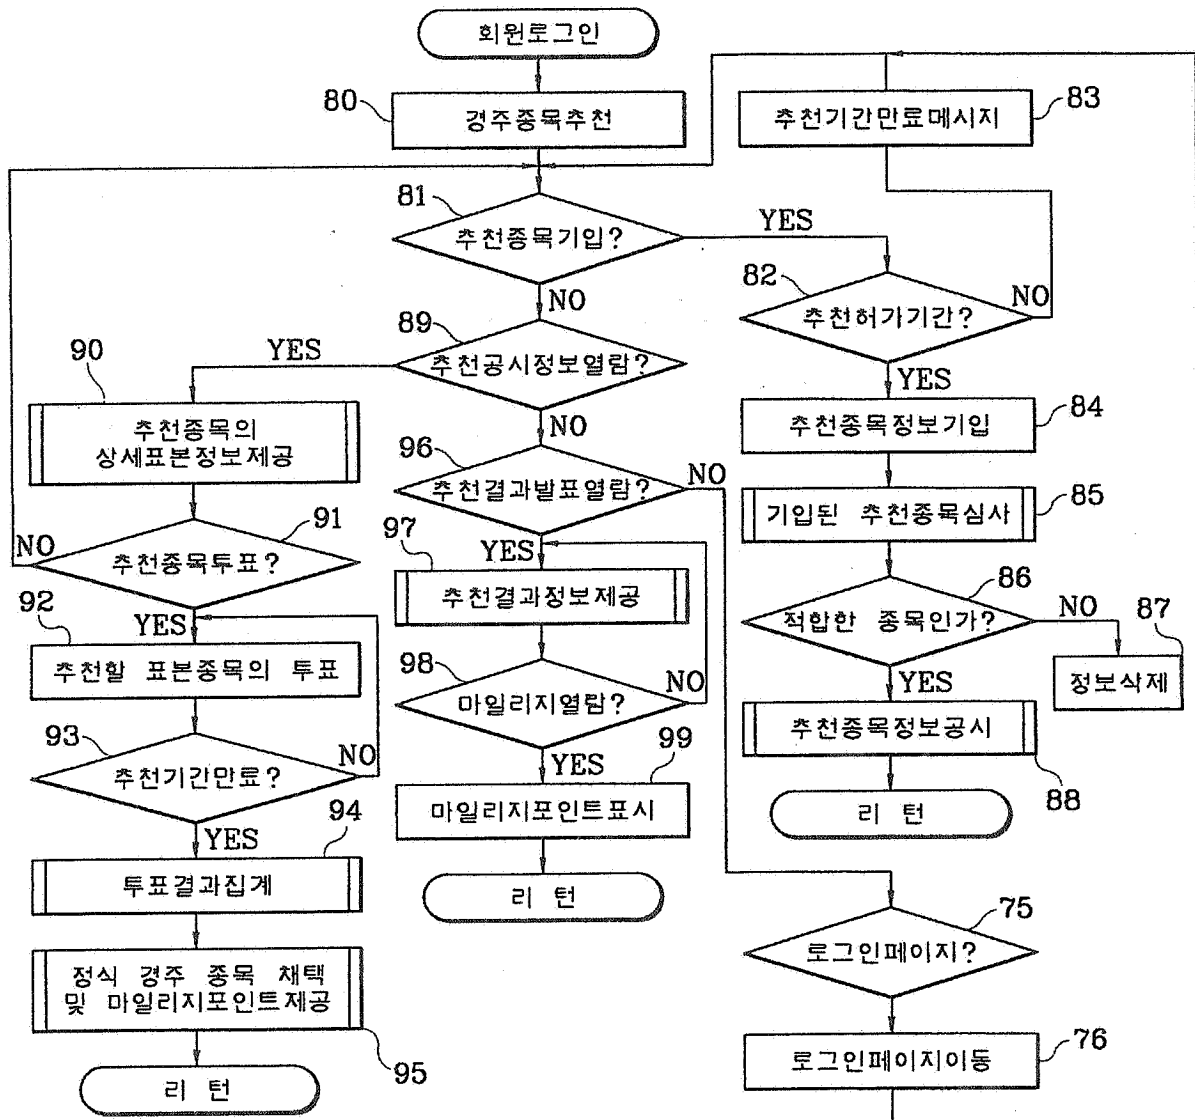 회원로그인
80
경주종목추천
추천기간만료메시지
83
81
추천종목기입?
YES
82
추천허가기간?
NO
NO
89
추천공시정보열람?
YES
90
추천종목의
상세표본정보제공
YES
추천종목정보기입
84
NO
96
추천결과발표열람?
NO
기입된 추천종목심사
85
91
추천종목투표?
NO
YES
97
추천결과정보제공
86
적합한 종목인가?
NO
87
정보삭제
YES
92
추천할 표본종목의 투표
98
마일리지열람?
NO
YES
추천종목정보공시
88
93
추천기간만료?
NO
YES
99
마일리지포인트표시
리 턴
YES
94
투표결과집계
리 턴
75
로그인페이지?
정식 경주 종목 채택
및 마일리지포인트제공
95
76
로그인페이지이동
리 턴